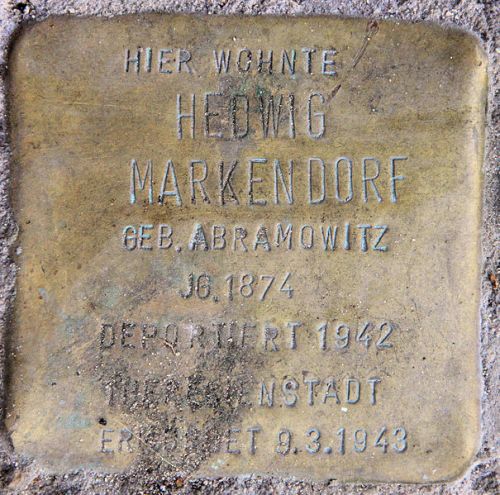 HIER WOHNTE
HEDWIG
MARKENDORF
GEB. ABRAMOWITZ
JG. 1874
DEPORTIERT 1942
THERESIENSTADT
ERMORDET 9.3.1943